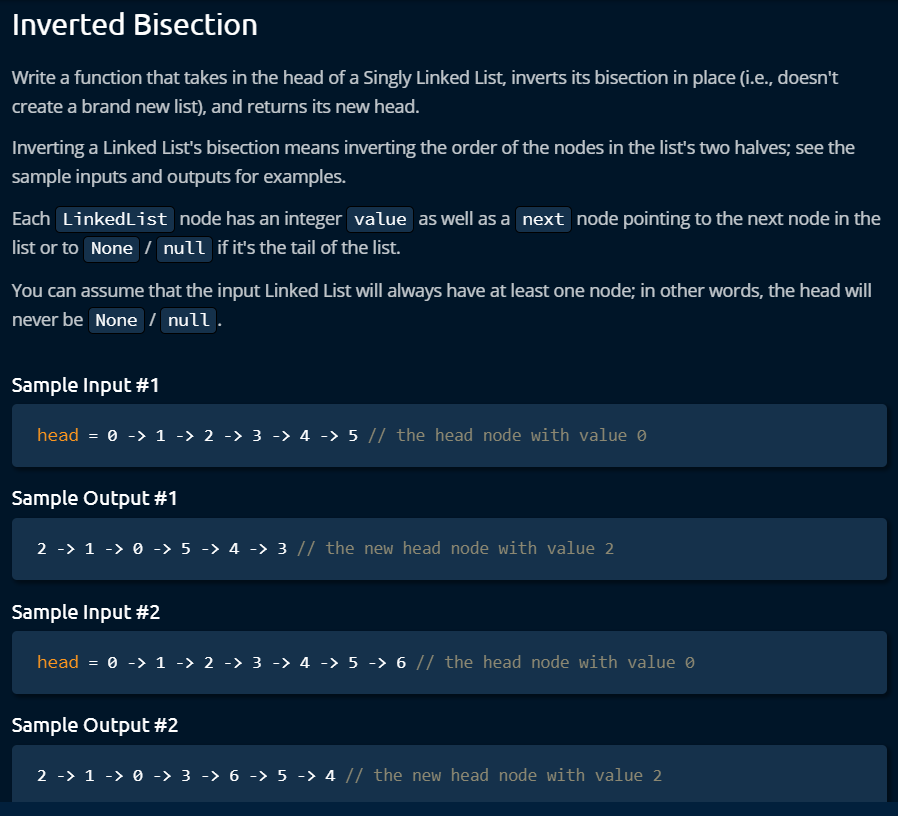 Inverted Bisection
Write a function that takes in the head of a Singly Linked List, inverts its bisection in place (i.e., doesn't
create a brand new list), and returns its new head.
Inverting a Linked List's bisection means inverting the order of the nodes in the list's two halves; see the
sample inputs and outputs for examples.
Each LinkedList node has an integer value as well as a next node pointing to the next node in the
list or to None / null if it's the tail of the list.
You can assume that the input Linked List will always have at least one node; in other words, the head will
never be None / null.
Sample Input #1
head = 0 -> 1 -> 2 -> 3 -> 4 -> 5 // the head node with value 0
Sample Output #1
2 -> 1 -> 0 -> 5 -> 4 -> 3 // the new head node with value 2
Sample Input #2
head = 0 -> 1 -> 2 -> 3 -> 4 -> 5 -> 6 // the head node with value 0
Sample Output #2
2 -> 1 -> 0 -> 3 -> 6 -> 5 -> 4 // the new head node with value 2